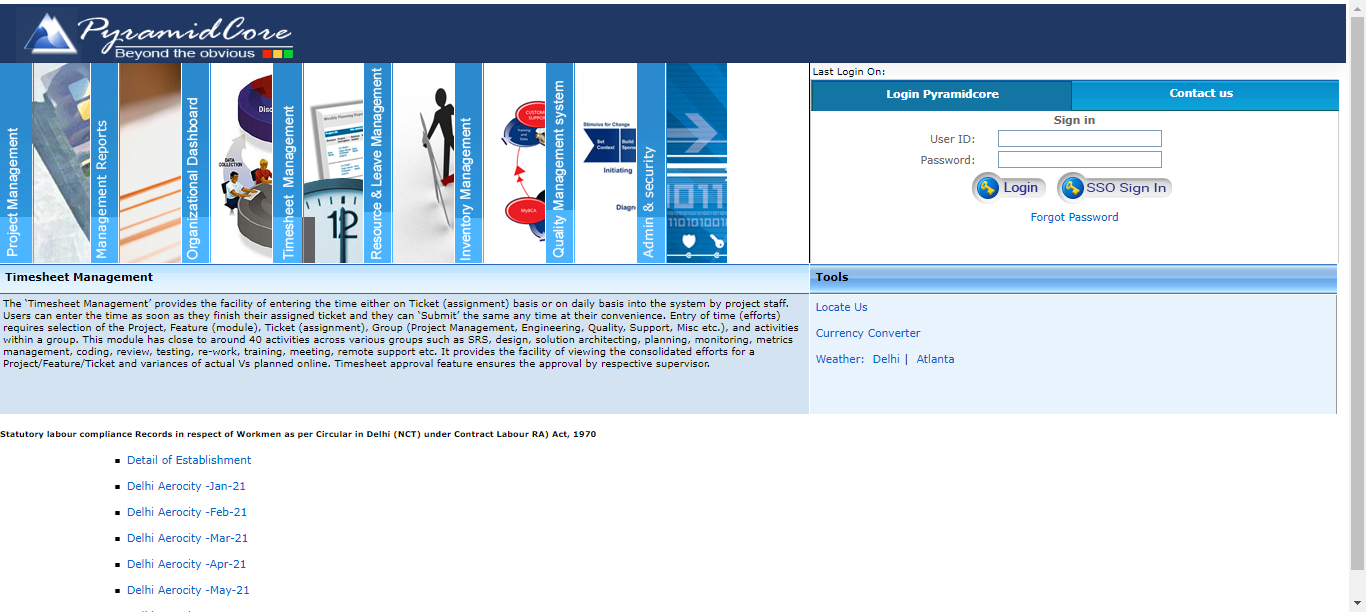 PyramidCore
Beyond the obvious
Project Management
Management Reports
Organizational Dashboard
DATA COLLECTION
Timesheet Management
12
Resource & Leave Management
Inventory Management
Quality Management system
Stimulus for Change
Set Context
Initiating
Admin & security
Last Login On:
Login Pyramidcore
Contact us
Sign in
User ID:
Password:
Login
SSO Sign In
Forgot Password
Timesheet Management
The ‘Timesheet Management’ provides the facility of entering the time either on Ticket (assignment) basis or on daily basis into the system by project staff.
Users can enter the time as soon as they finish their assigned ticket and they can ‘Submit’ the same any time at their convenience. Entry of time (efforts)
requires selection of the Project, Feature (module), Ticket (assignment), Group (Project Management, Engineering, Quality, Support, Misc etc.), and activities
within a group. This module has close to around 40 activities across various groups such as SRS, design, solution architecting, planning, monitoring, metrics
management, coding, review, testing, re-work, training, meeting, remote support etc. It provides the facility of viewing the consolidated efforts for a
Project/Feature/Ticket and variances of actual Vs planned online. Timesheet approval feature ensures the approval by respective supervisor.
Tools
Locate Us
Currency Converter
Weather: Delhi | Atlanta
Statutory labour compliance Records in respect of Workmen as per Circular in Delhi (NCT) under Contract Labour RA) Act, 1970
Detail of Establishment
Delhi Aerocity -Jan-21
Delhi Aerocity -Feb-21
Delhi Aerocity -Mar-21
Delhi Aerocity -Apr-21
Delhi Aerocity -May-21